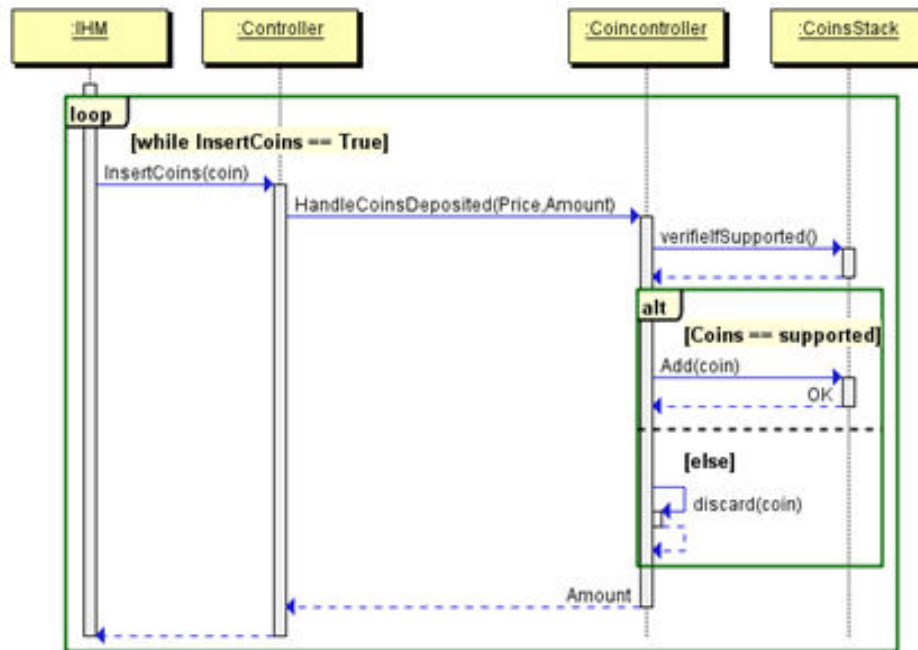 :IHM
:Controller
:Coincontroller
:CoinsStack
loop
[while InsertCoins == True]
InsertCoins(coin)
HandleCoinsDeposited(Price,Amount)
verifieIfSupported()
alt
[Coins == supported]
Add(coin)
OK
[else]
discard(coin)
Amount